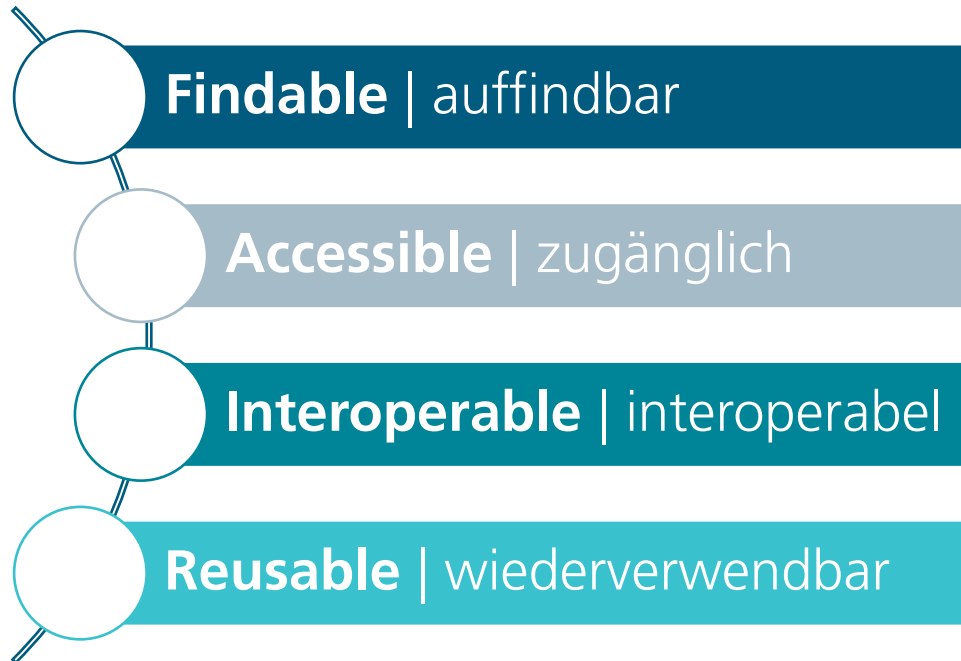 Findable | auffindbar
Accessible | zugänglich
Interoperable | interoperabel
Reusable | wiederverwendbar